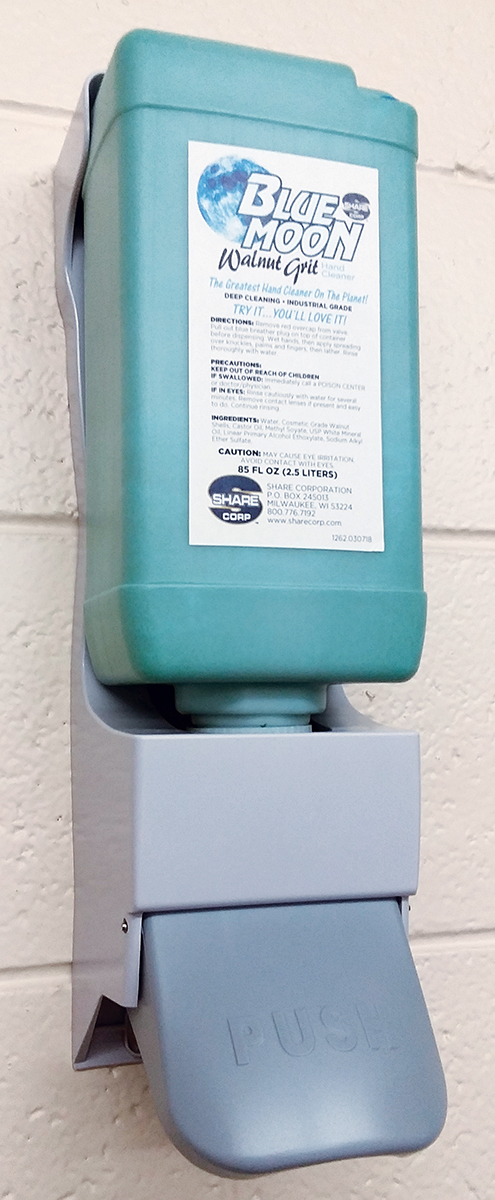 BLUE
MOON
SHARE
CORP
Walnut Grit Hand
Cleaner
The Greatest Hand Cleaner On The Planet!
DEEP CLEANING • INDUSTRIAL GRADE
TRY IT...YOU'LL LOVE IT!
DIRECTIONS: Remove red overcap from valve.
Pull out blue breather plug on top of container
before dispensing. Wet hands, then apply spreading
over knuckles, palms and fingers, then lather. Rinse
thoroughly with water.
PRECAUTIONS:
KEEP OUT OF REACH OF CHILDREN
IF SWALLOWED: Immediately call a POISON CENTER
or doctor/physician.
IF IN EYES: Rinse cautiously with water for several
minutes. Remove contact lenses if present and easy
to do. Continue rinsing.
INGREDIENTS: Water, Cosmetic Grade Walnut
Shells, Castor Oil, Methyl Soyate, USP White Mineral
Oil, Linear Primary Alcohol Ethoxylate, Sodium Alkyl
Ether Sulfate.
CAUTION: MAY CAUSE EYE IRRITATION.
AVOID CONTACT WITH EYES.
85 FL OZ (2.5 LITERS)
SHARE
CORP
SHARE CORPORATION
P.O. BOX 245013
MILWAUKEE, WI 53224
800.776.7192
www.sharecorp.com
1262.030718
PUSH